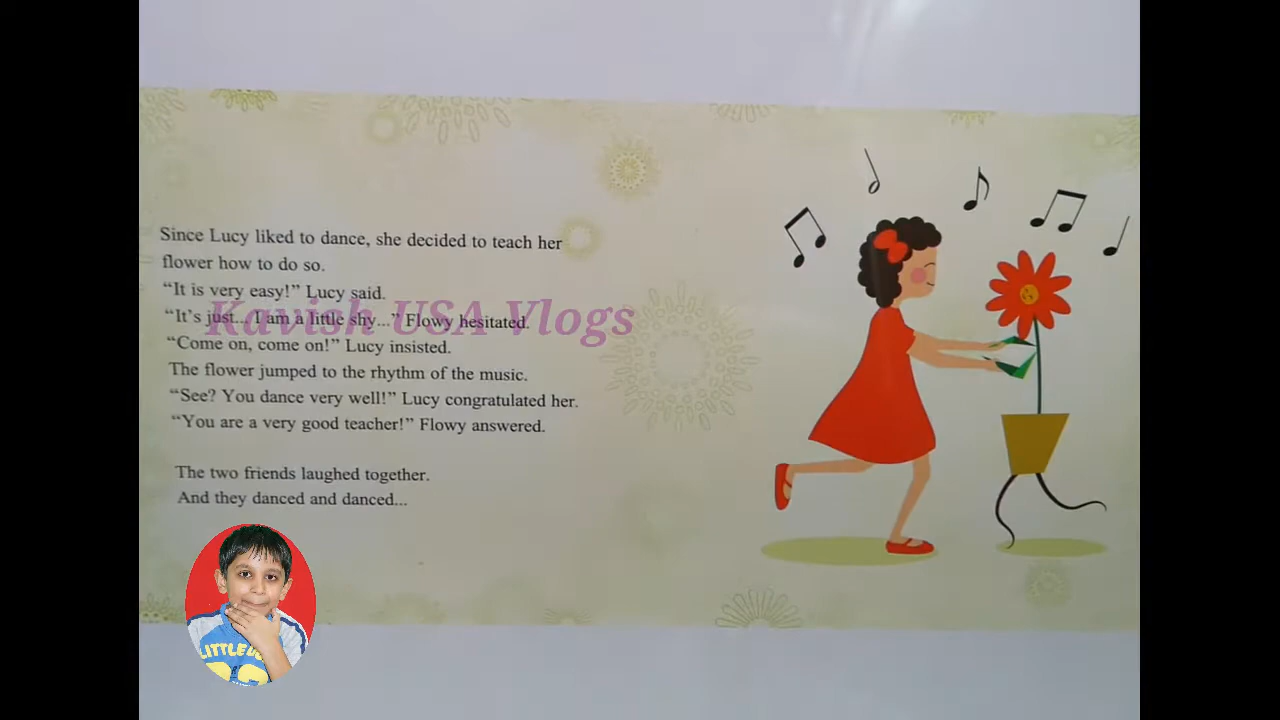 Since Lucy liked to dance, she decided to teach her
flower how to do so.
“It is very easy!” Lucy said.
“It’s just... I am a little shy...” Flowy hesitated.
Kavish USA Vlogs
“Come on, come on!” Lucy insisted.
The flower jumped to the rhythm of the music.
“See? You dance very well!” Lucy congratulated her.
“You are a very good teacher!” Flowy answered.
The two friends laughed together.
And they danced and danced...